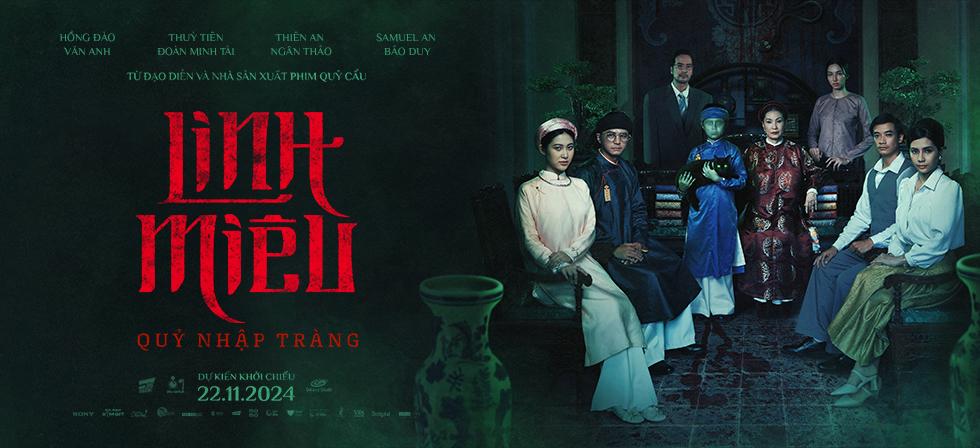 HỒNG ĐÀO THUỲ TIÊN THIÊN AN SAMUEL AN
VÂN ANH ĐOÀN MINH TÀI NGÂN THẢO BẢO DUY
TỪ ĐẠO DIỄN VÀ NHÀ SẢN XUẤT PHIM QUỶ CẨU
LINH
MIÊU
QUỶ NHẬP TRÀNG
DỰ KIẾN KHỞI CHIẾU
22.11.2024
SONY